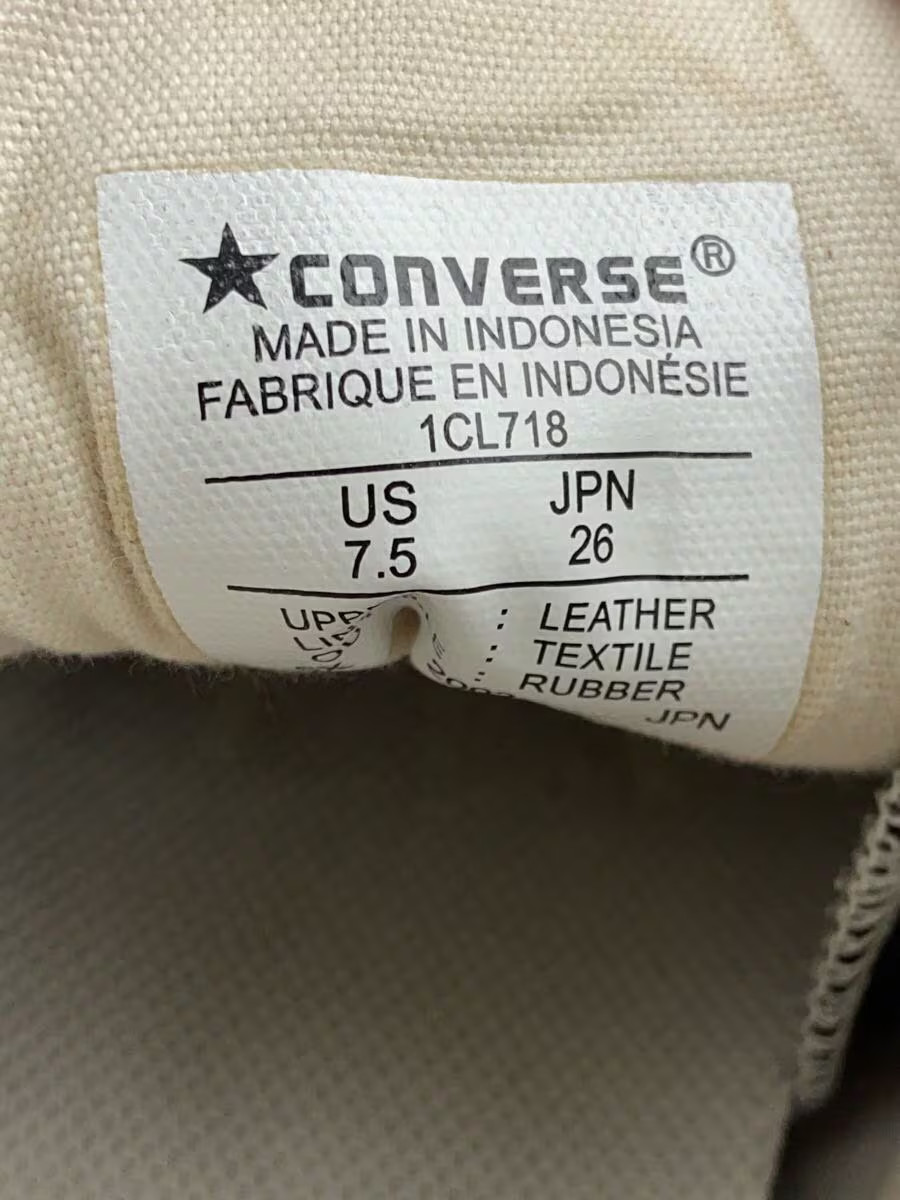 CONVERSE®
MADE IN INDONESIA
FABRIQUE EN INDONÉSIE
1CL718
US JPN
7.5 26
: LEATHER
: TEXTILE
: RUBBER
JPN